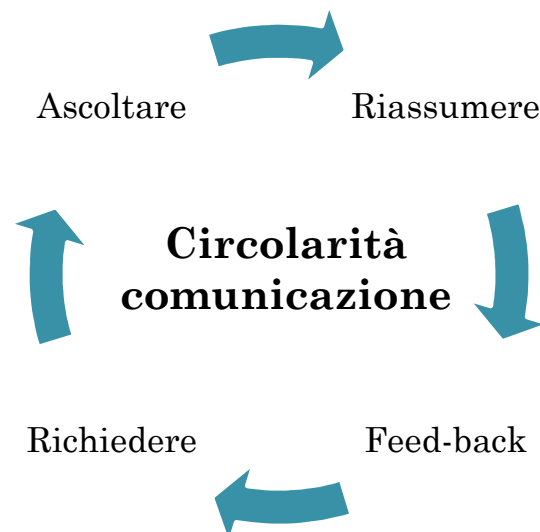 Ascoltare
Riassumere
Circolarità
comunicazione
Richiedere
Feed-back